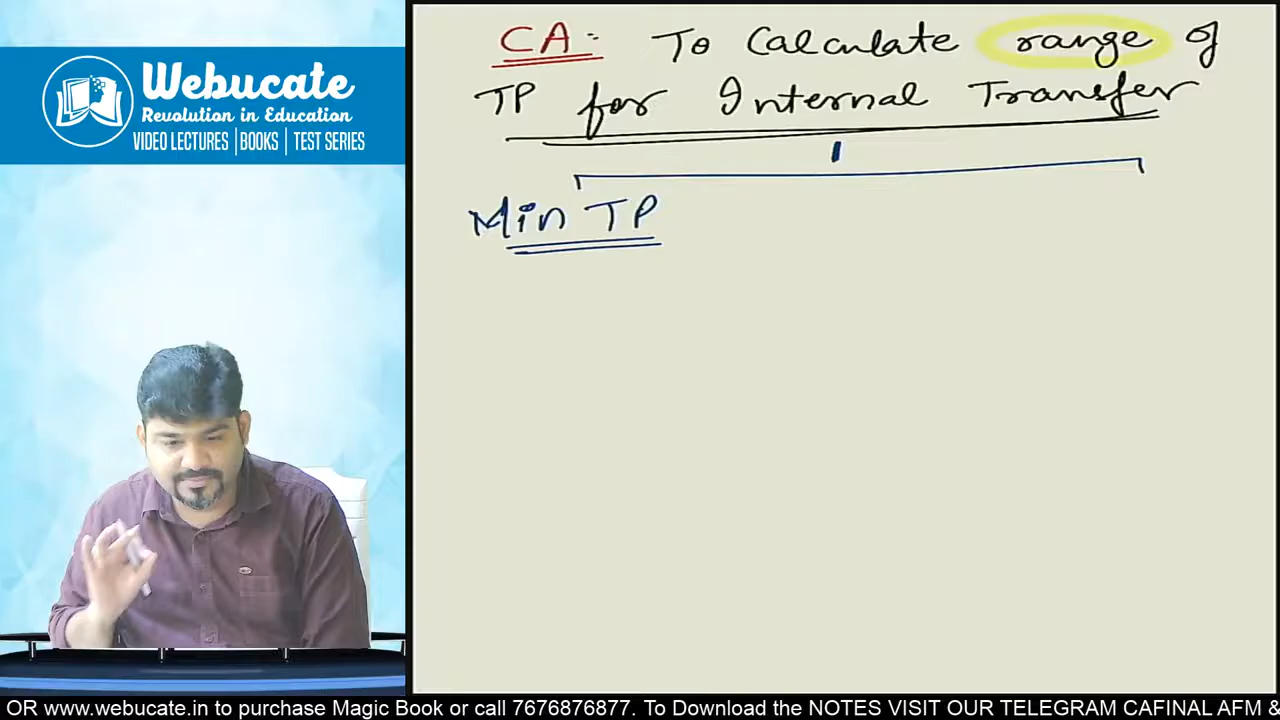 Webucate
Revolution in Education
VIDEO LECTURES | BOOKS | TEST SERIES
CA:- To Calculate range of
TP for Internal Transfer
Min TP
OR www.webucate.in to purchase Magic Book or call 7676876877. To Download the NOTES VISIT OUR TELEGRAM CAFINAL AFM &